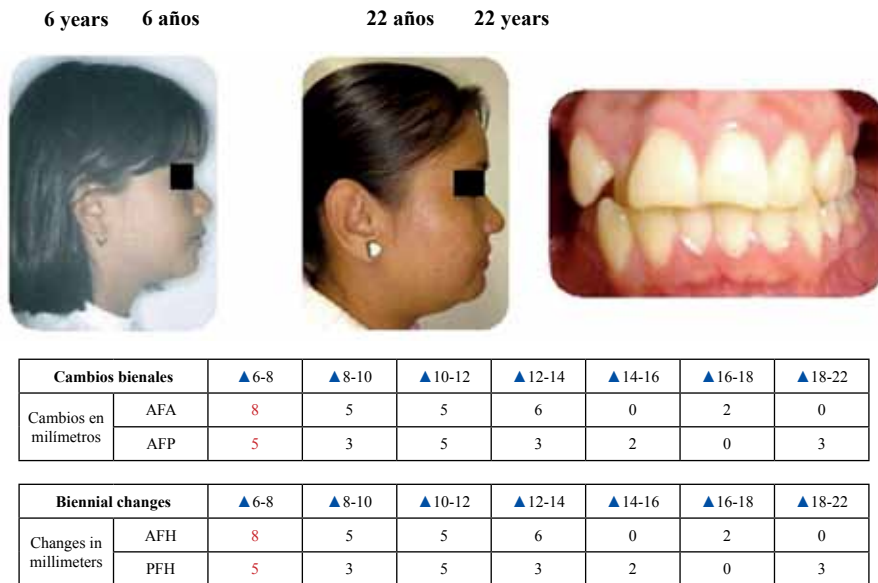 6 years 6 años 22 años 22 years
Cambios bienales ▲6-8 ▲8-10 ▲10-12 ▲12-14 ▲14-16 ▲16-18 ▲18-22
Cambios en milímetros
AFA 8 5 5 6 0 2 0
AFP 5 3 5 3 2 0 3
Biennial changes ▲6-8 ▲8-10 ▲10-12 ▲12-14 ▲14-16 ▲16-18 ▲18-22
Changes in millimeters
AFH 8 5 5 6 0 2 0
PFH 5 3 5 3 2 0 3